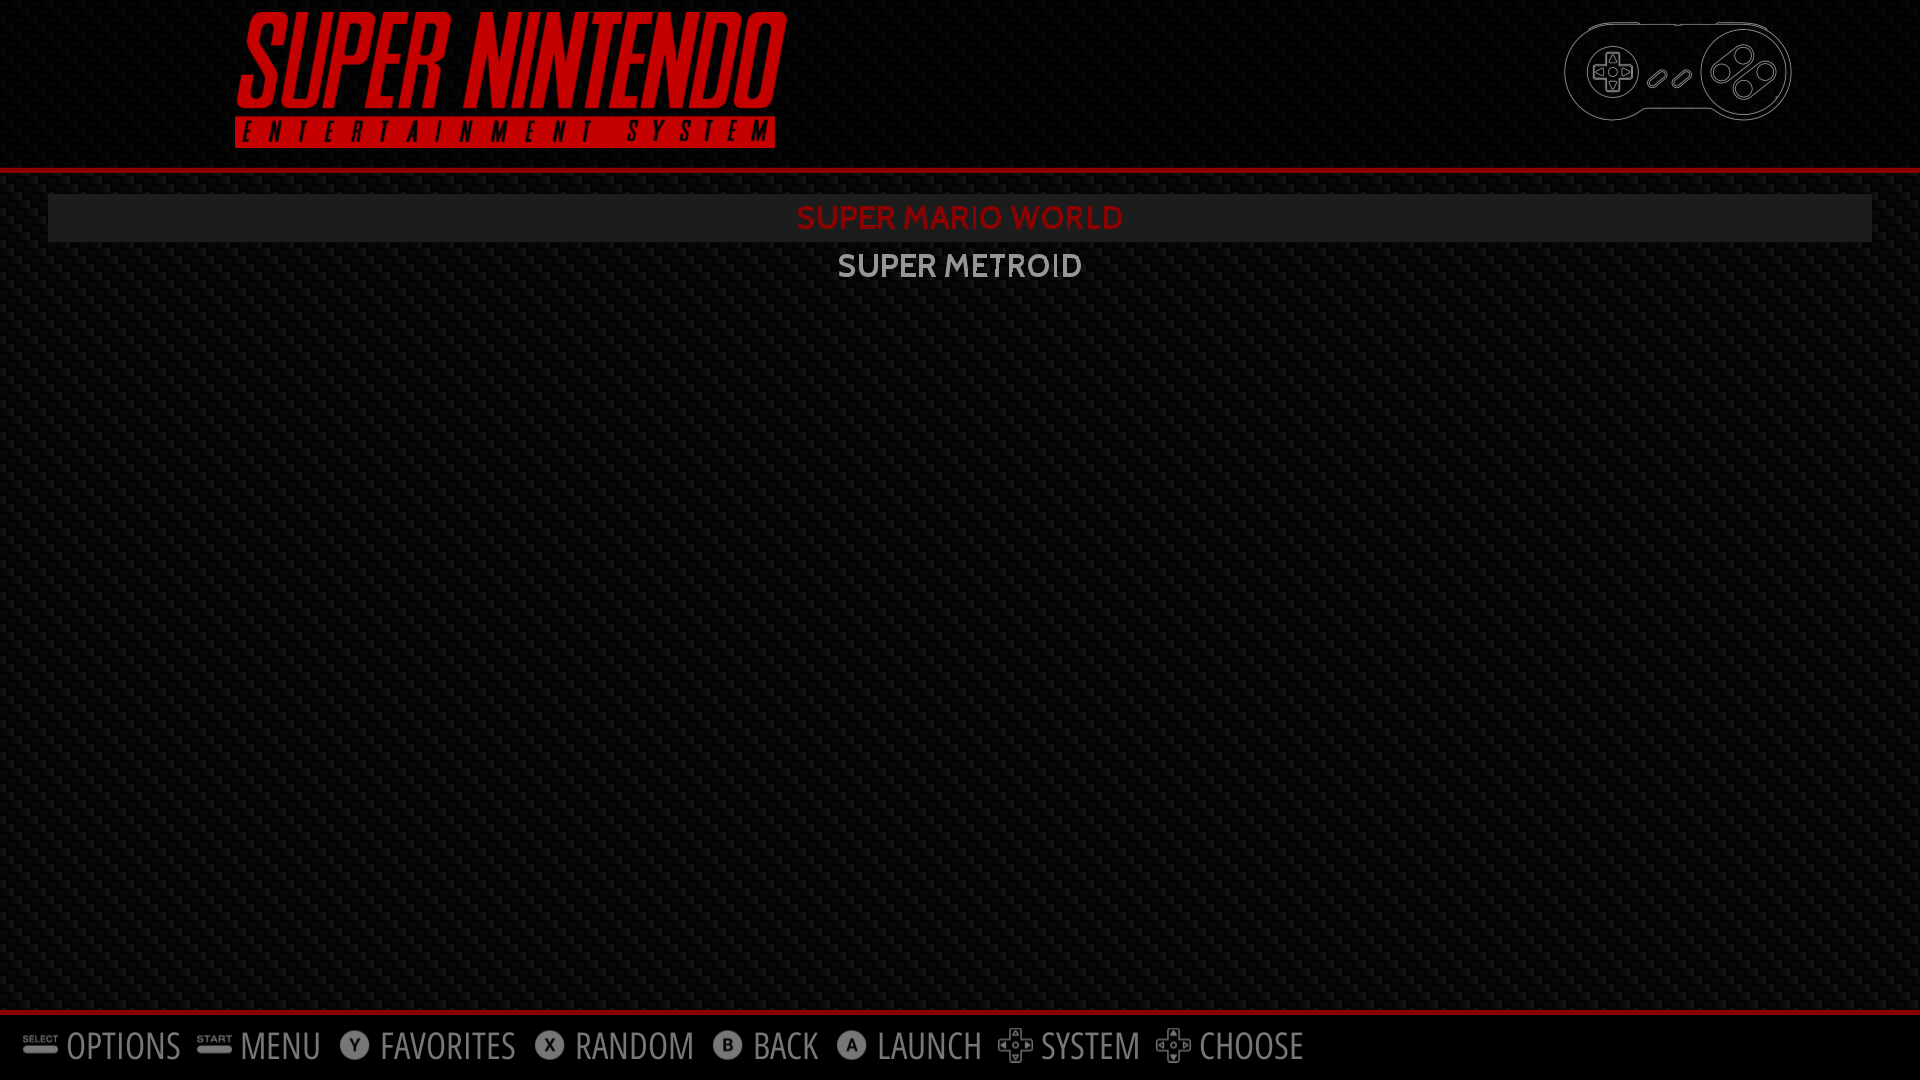 SUPER NINTENDO
ENTERTAINMENT SYSTEM
SUPER MARIO WORLD
SUPER METROID
SELECT OPTIONS START MENU Y FAVORITES X RANDOM B BACK A LAUNCH SYSTEM CHOOSE